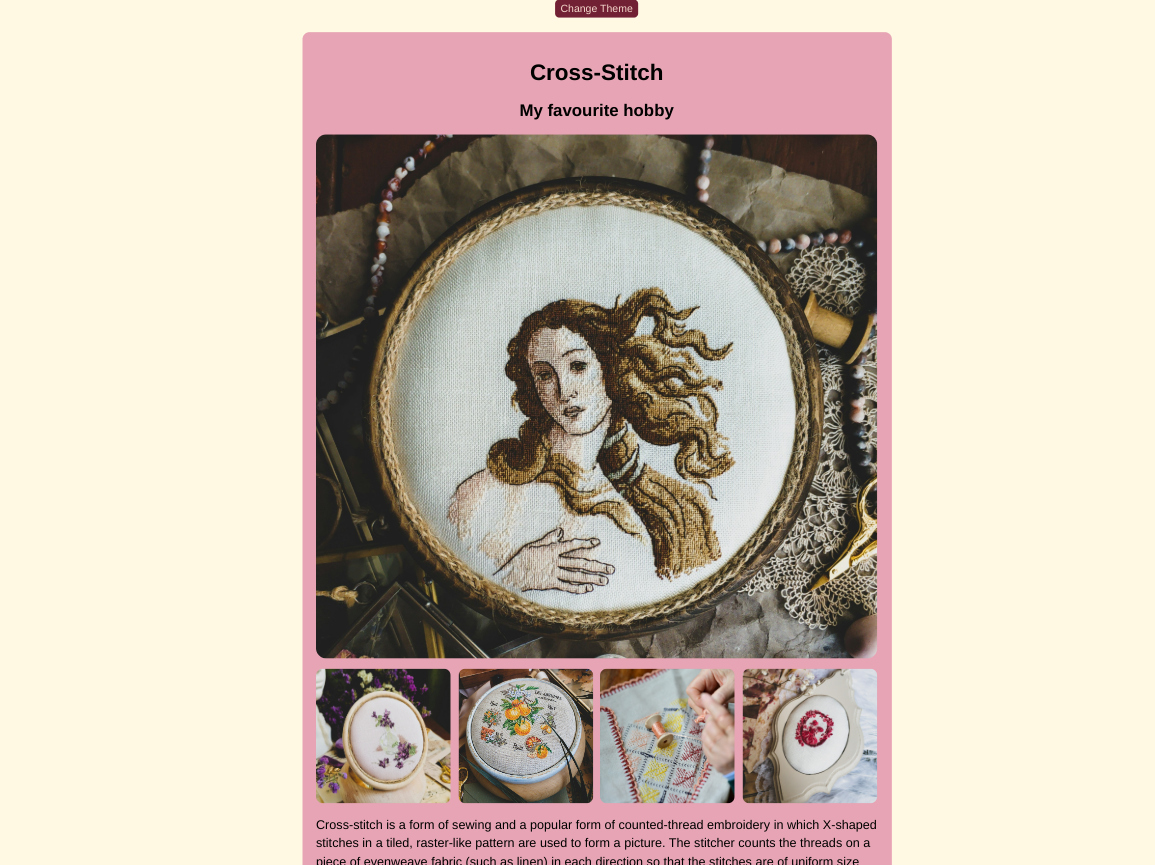 Change Theme
Cross-Stitch
My favourite hobby
Cross-stitch is a form of sewing and a popular form of counted-thread embroidery in which X-shaped
stitches in a tiled, raster-like pattern are used to form a picture. The stitcher counts the threads on a
piece of evenweave fabric (such as linen) in each direction so that the stitches are of uniform size